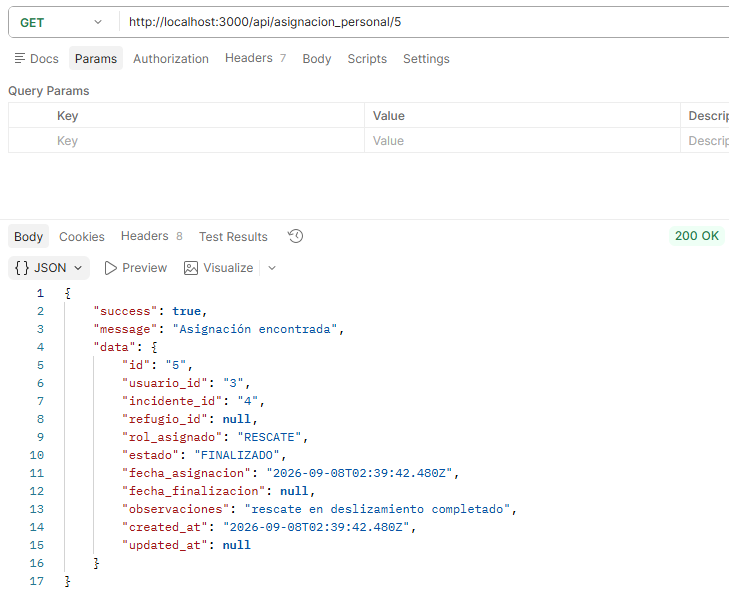 GET http://localhost:3000/api/asignacion_personal/5
Docs Params Authorization Headers 7 Body Scripts Settings
Query Params
Key Value Descrip
Key Value Descrip
Body Cookies Headers 8 Test Results 200 OK
{} JSON Preview Visualize
1 {
2 "success": true,
3 "message": "Asignación encontrada",
4 "data": {
5 "id": "5",
6 "usuario_id": "3",
7 "incidente_id": "4",
8 "refugio_id": null,
9 "rol_asignado": "RESCATE",
10 "estado": "FINALIZADO",
11 "fecha_asignacion": "2026-09-08T02:39:42.480Z",
12 "fecha_finalizacion": null,
13 "observaciones": "rescate en deslizamiento completado",
14 "created_at": "2026-09-08T02:39:42.480Z",
15 "updated_at": null
16 }
17 }